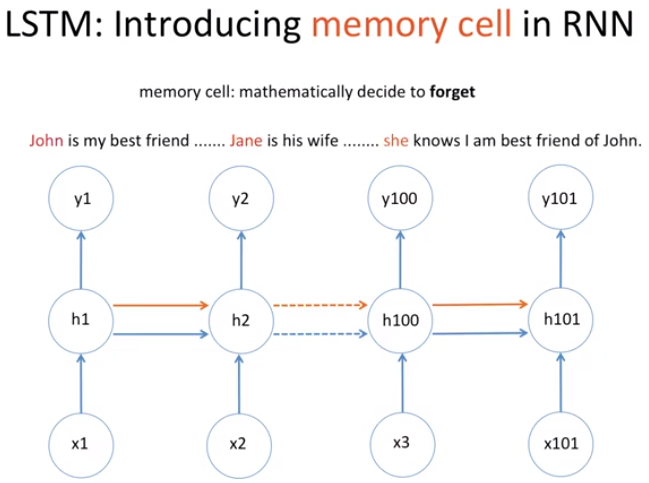 LSTM: Introducing memory cell in RNN
memory cell: mathematically decide to forget
John is my best friend ....... Jane is his wife ........ she knows I am best friend of John.
y1 y2 y100 y101
h1 h2 h100 h101
x1 x2 x3 x101